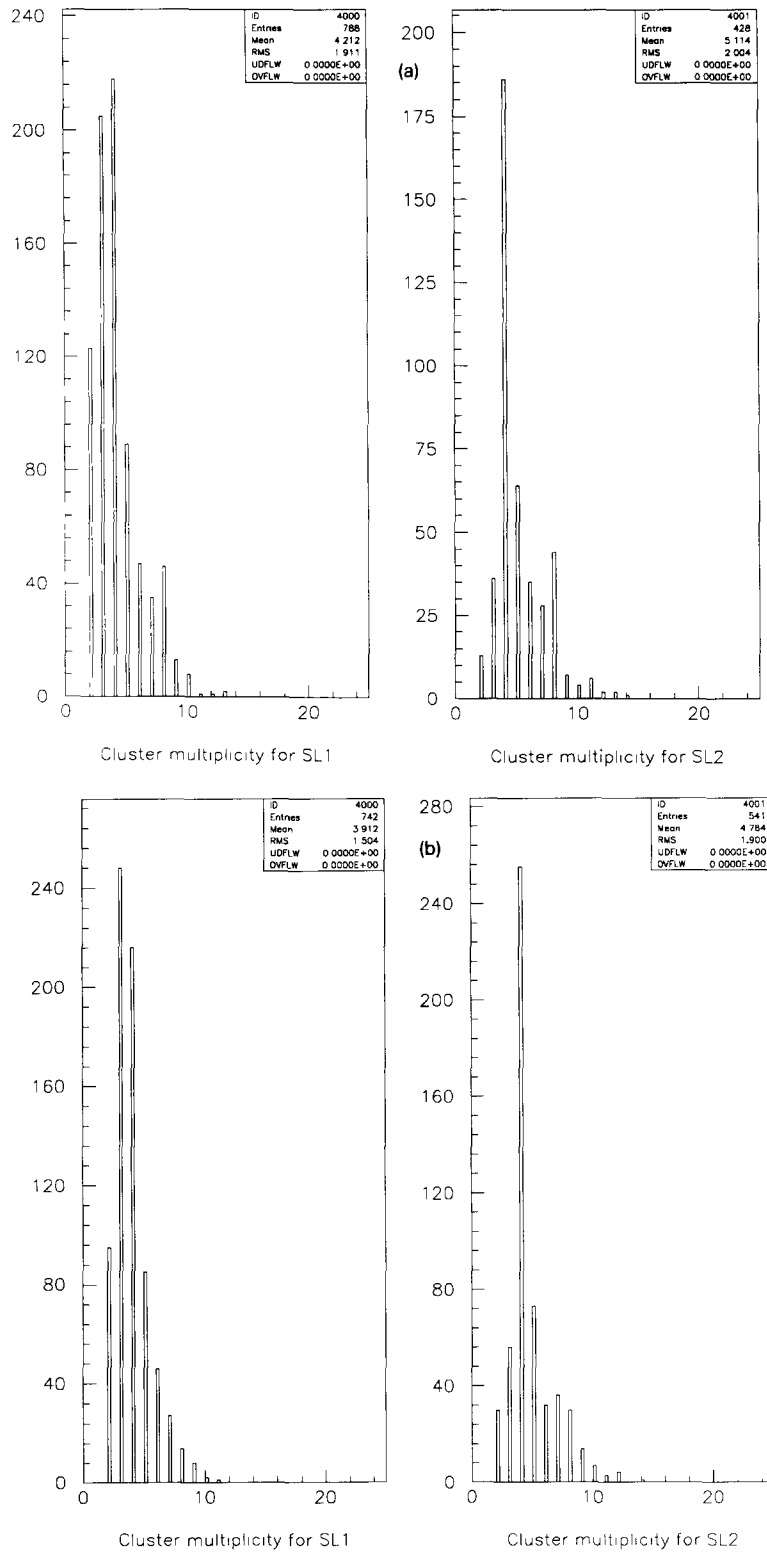 240
200
160
120
80
40
0
0
10
20
ID 4000
Entries 788
Mean 4.212
RMS 1.911
UDFLW 0.0000E+00
OVFLW 0.0000E+00
Cluster multiplicity for SL1
(a)
200
175
150
125
100
75
50
25
0
0
10
20
ID 4001
Entries 428
Mean 5.114
RMS 2.004
UDFLW 0.0000E+00
OVFLW 0.0000E+00
Cluster multiplicity for SL2
240
200
160
120
80
40
0
0
10
20
ID 4000
Entries 742
Mean 3.912
RMS 1.504
UDFLW 0.0000E+00
OVFLW 0.0000E+00
Cluster multiplicity for SL1
(b)
280
240
200
160
120
80
40
0
0
10
20
ID 4001
Entries 541
Mean 4.784
RMS 1.900
UDFLW 0.0000E+00
OVFLW 0.0000E+00
Cluster multiplicity for SL2